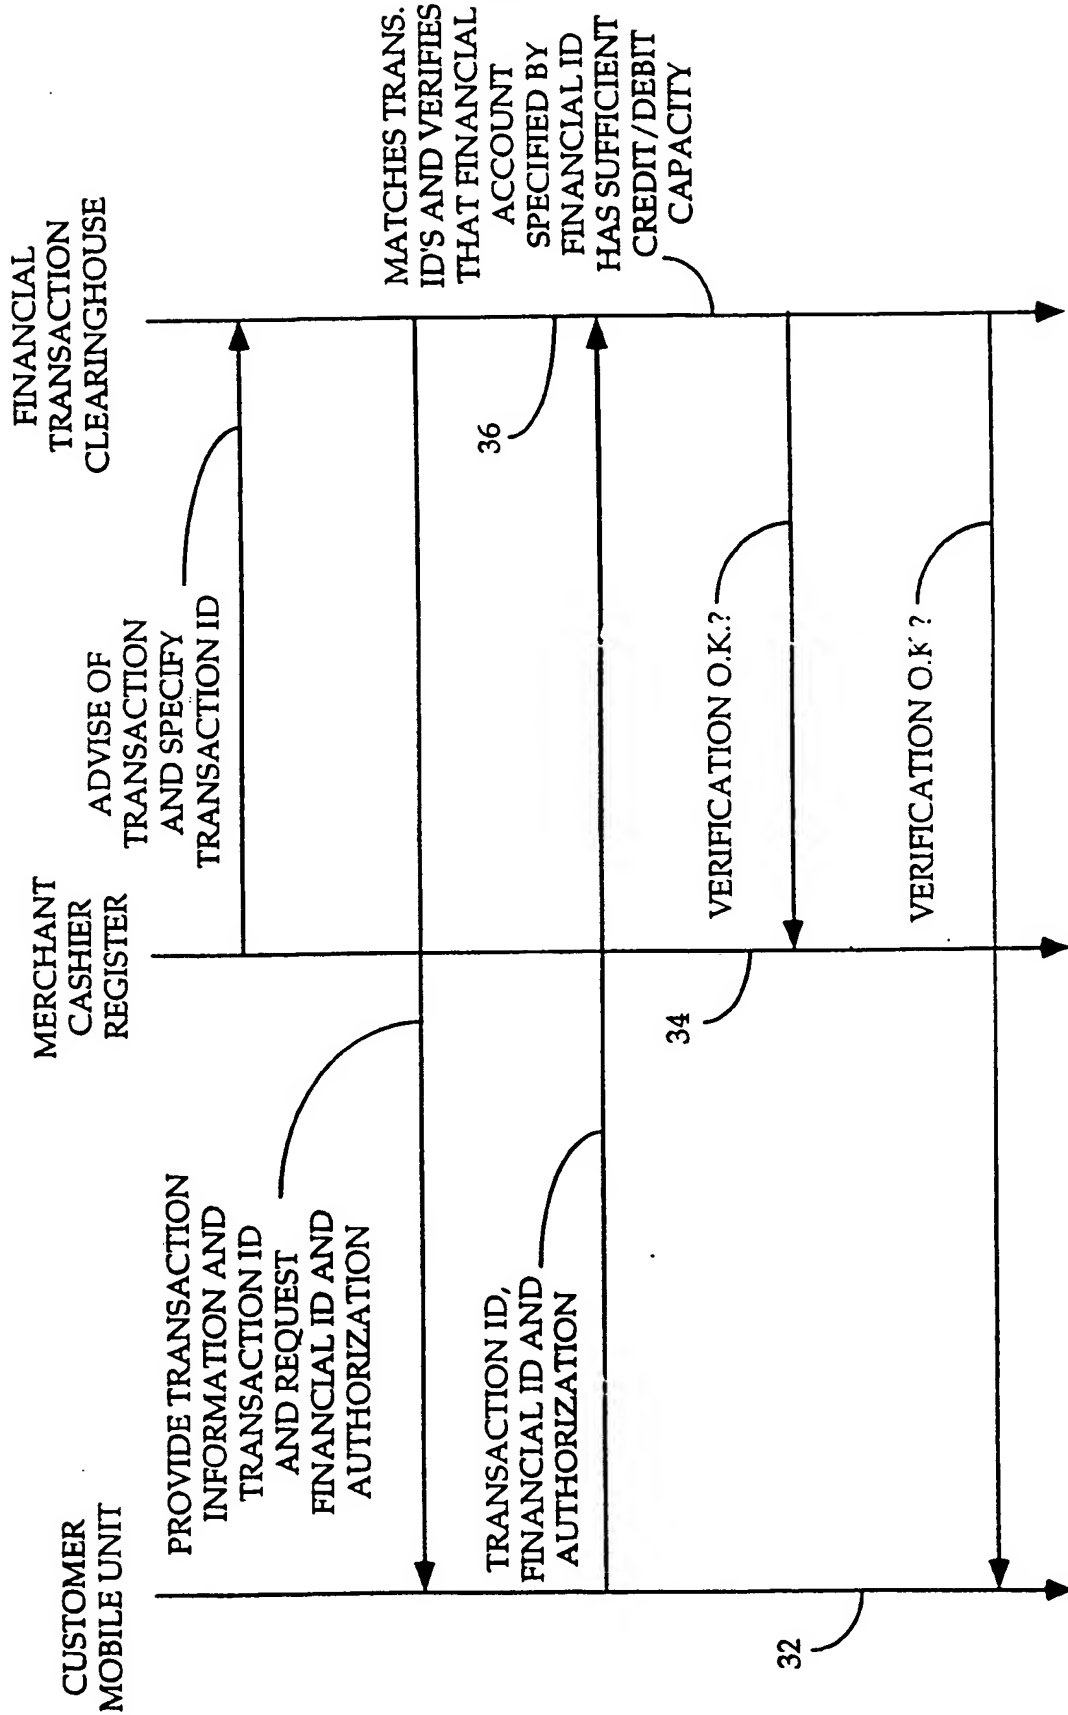 CUSTOMER
MOBILE UNIT
MERCHANT
CASHIER
REGISTER
FINANCIAL
TRANSACTION
CLEARINGHOUSE
ADVISE OF
TRANSACTION
AND SPECIFY
TRANSACTION ID
PROVIDE TRANSACTION
INFORMATION AND
TRANSACTION ID
AND REQUEST
FINANCIAL ID AND
AUTHORIZATION
36
MATCHES TRANS.
ID'S AND VERIFIES
THAT FINANCIAL
ACCOUNT
SPECIFIED BY
FINANCIAL ID
HAS SUFFICIENT
CREDIT/DEBIT
CAPACITY
TRANSACTION ID,
FINANCIAL ID AND
AUTHORIZATION
34
VERIFICATION O.K.?
32
VERIFICATION O.K ?